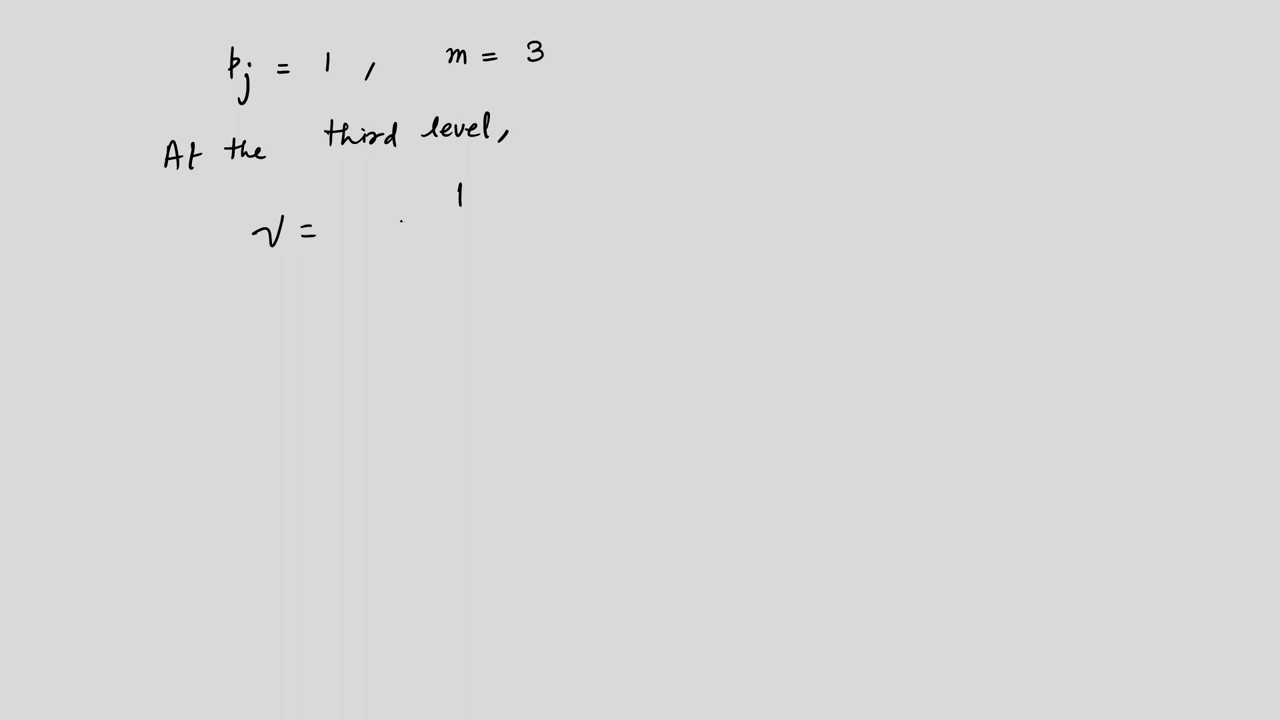 pj = 1 , m = 3
At the third level,
1
ν =